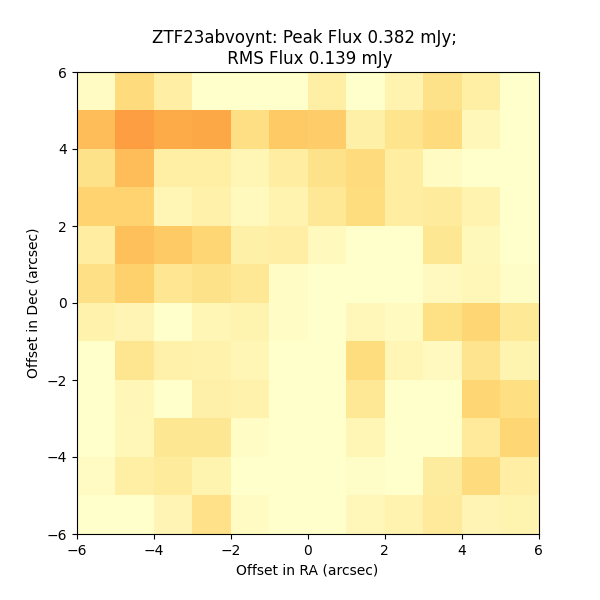 ZTF23abvoynt: Peak Flux 0.382 mJy;
RMS Flux 0.139 mJy
6
4
2
0
−2
−4
−6
Offset in Dec (arcsec)
−6 −4 −2 0 2 4 6
Offset in RA (arcsec)